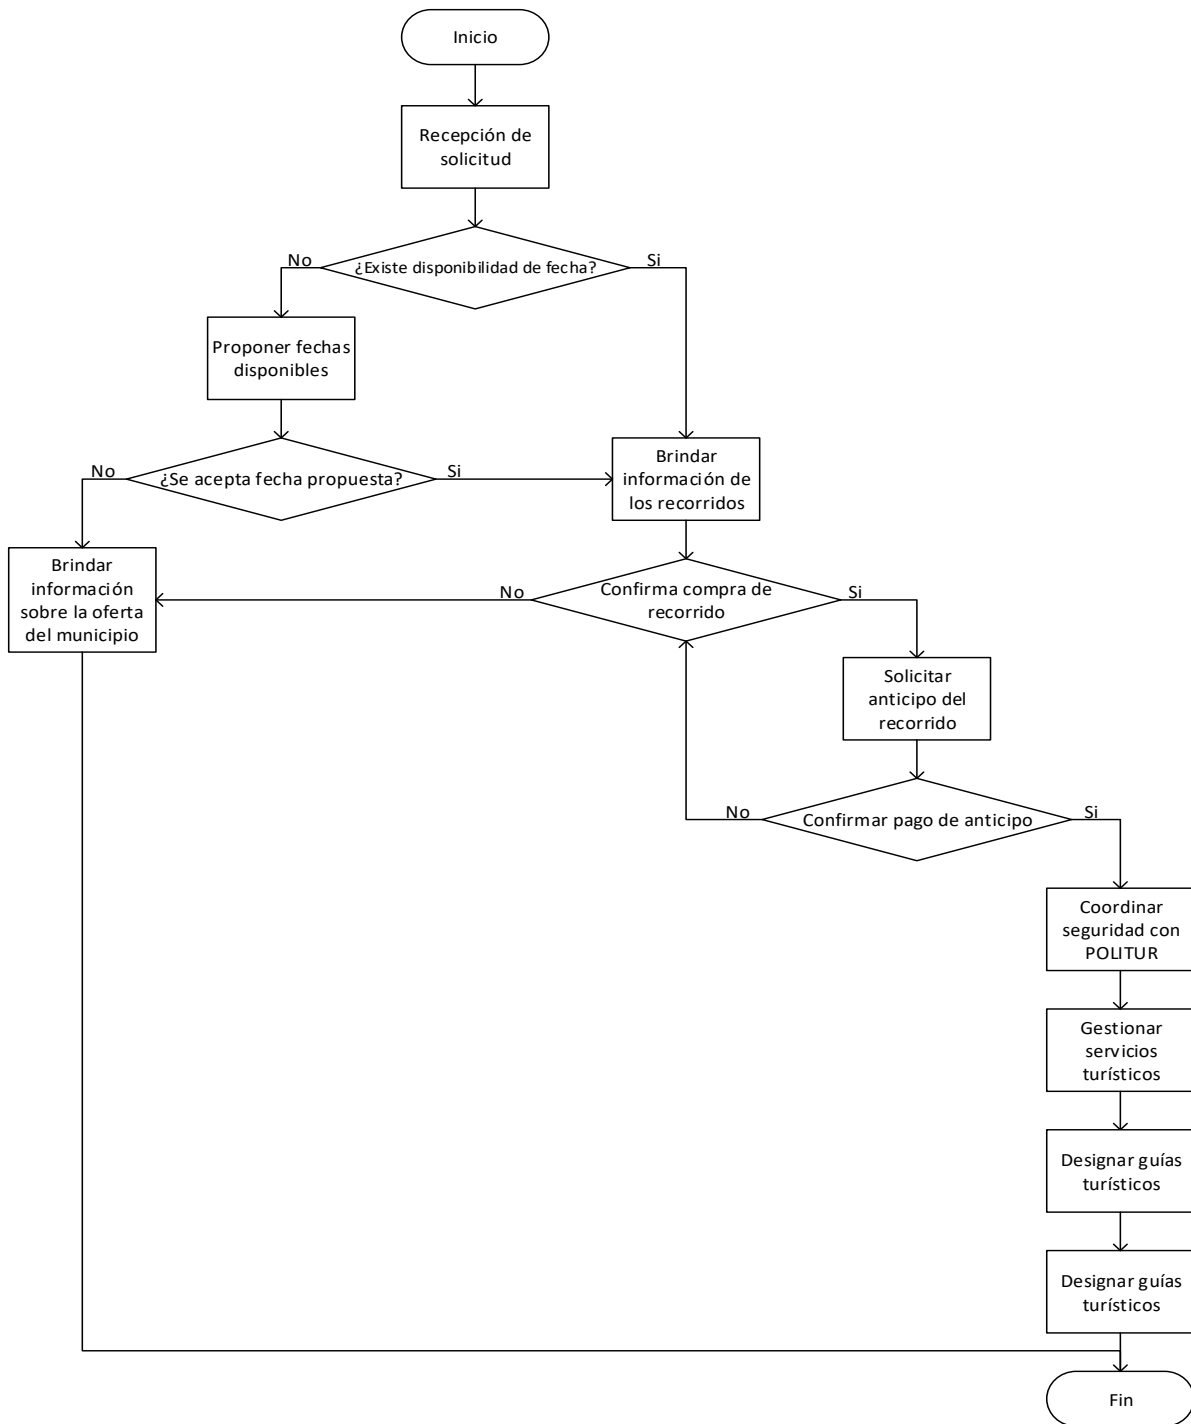 Inicio
Recepción de
solicitud
No
¿Existe disponibilidad de fecha?
Si
Proponer fechas
disponibles
No
¿Se acepta fecha propuesta?
Si
Brindar
información de
los recorridos
Brindar
información
sobre la oferta
del municipio
No
Confirma compra de
recorrido
Si
Solicitar
anticipo del
recorrido
No
Confirmar pago de anticipo
Si
Coordinar
seguridad con
POLITUR
Gestionar
servicios
turísticos
Designar guías
turísticos
Designar guías
turísticos
Fin